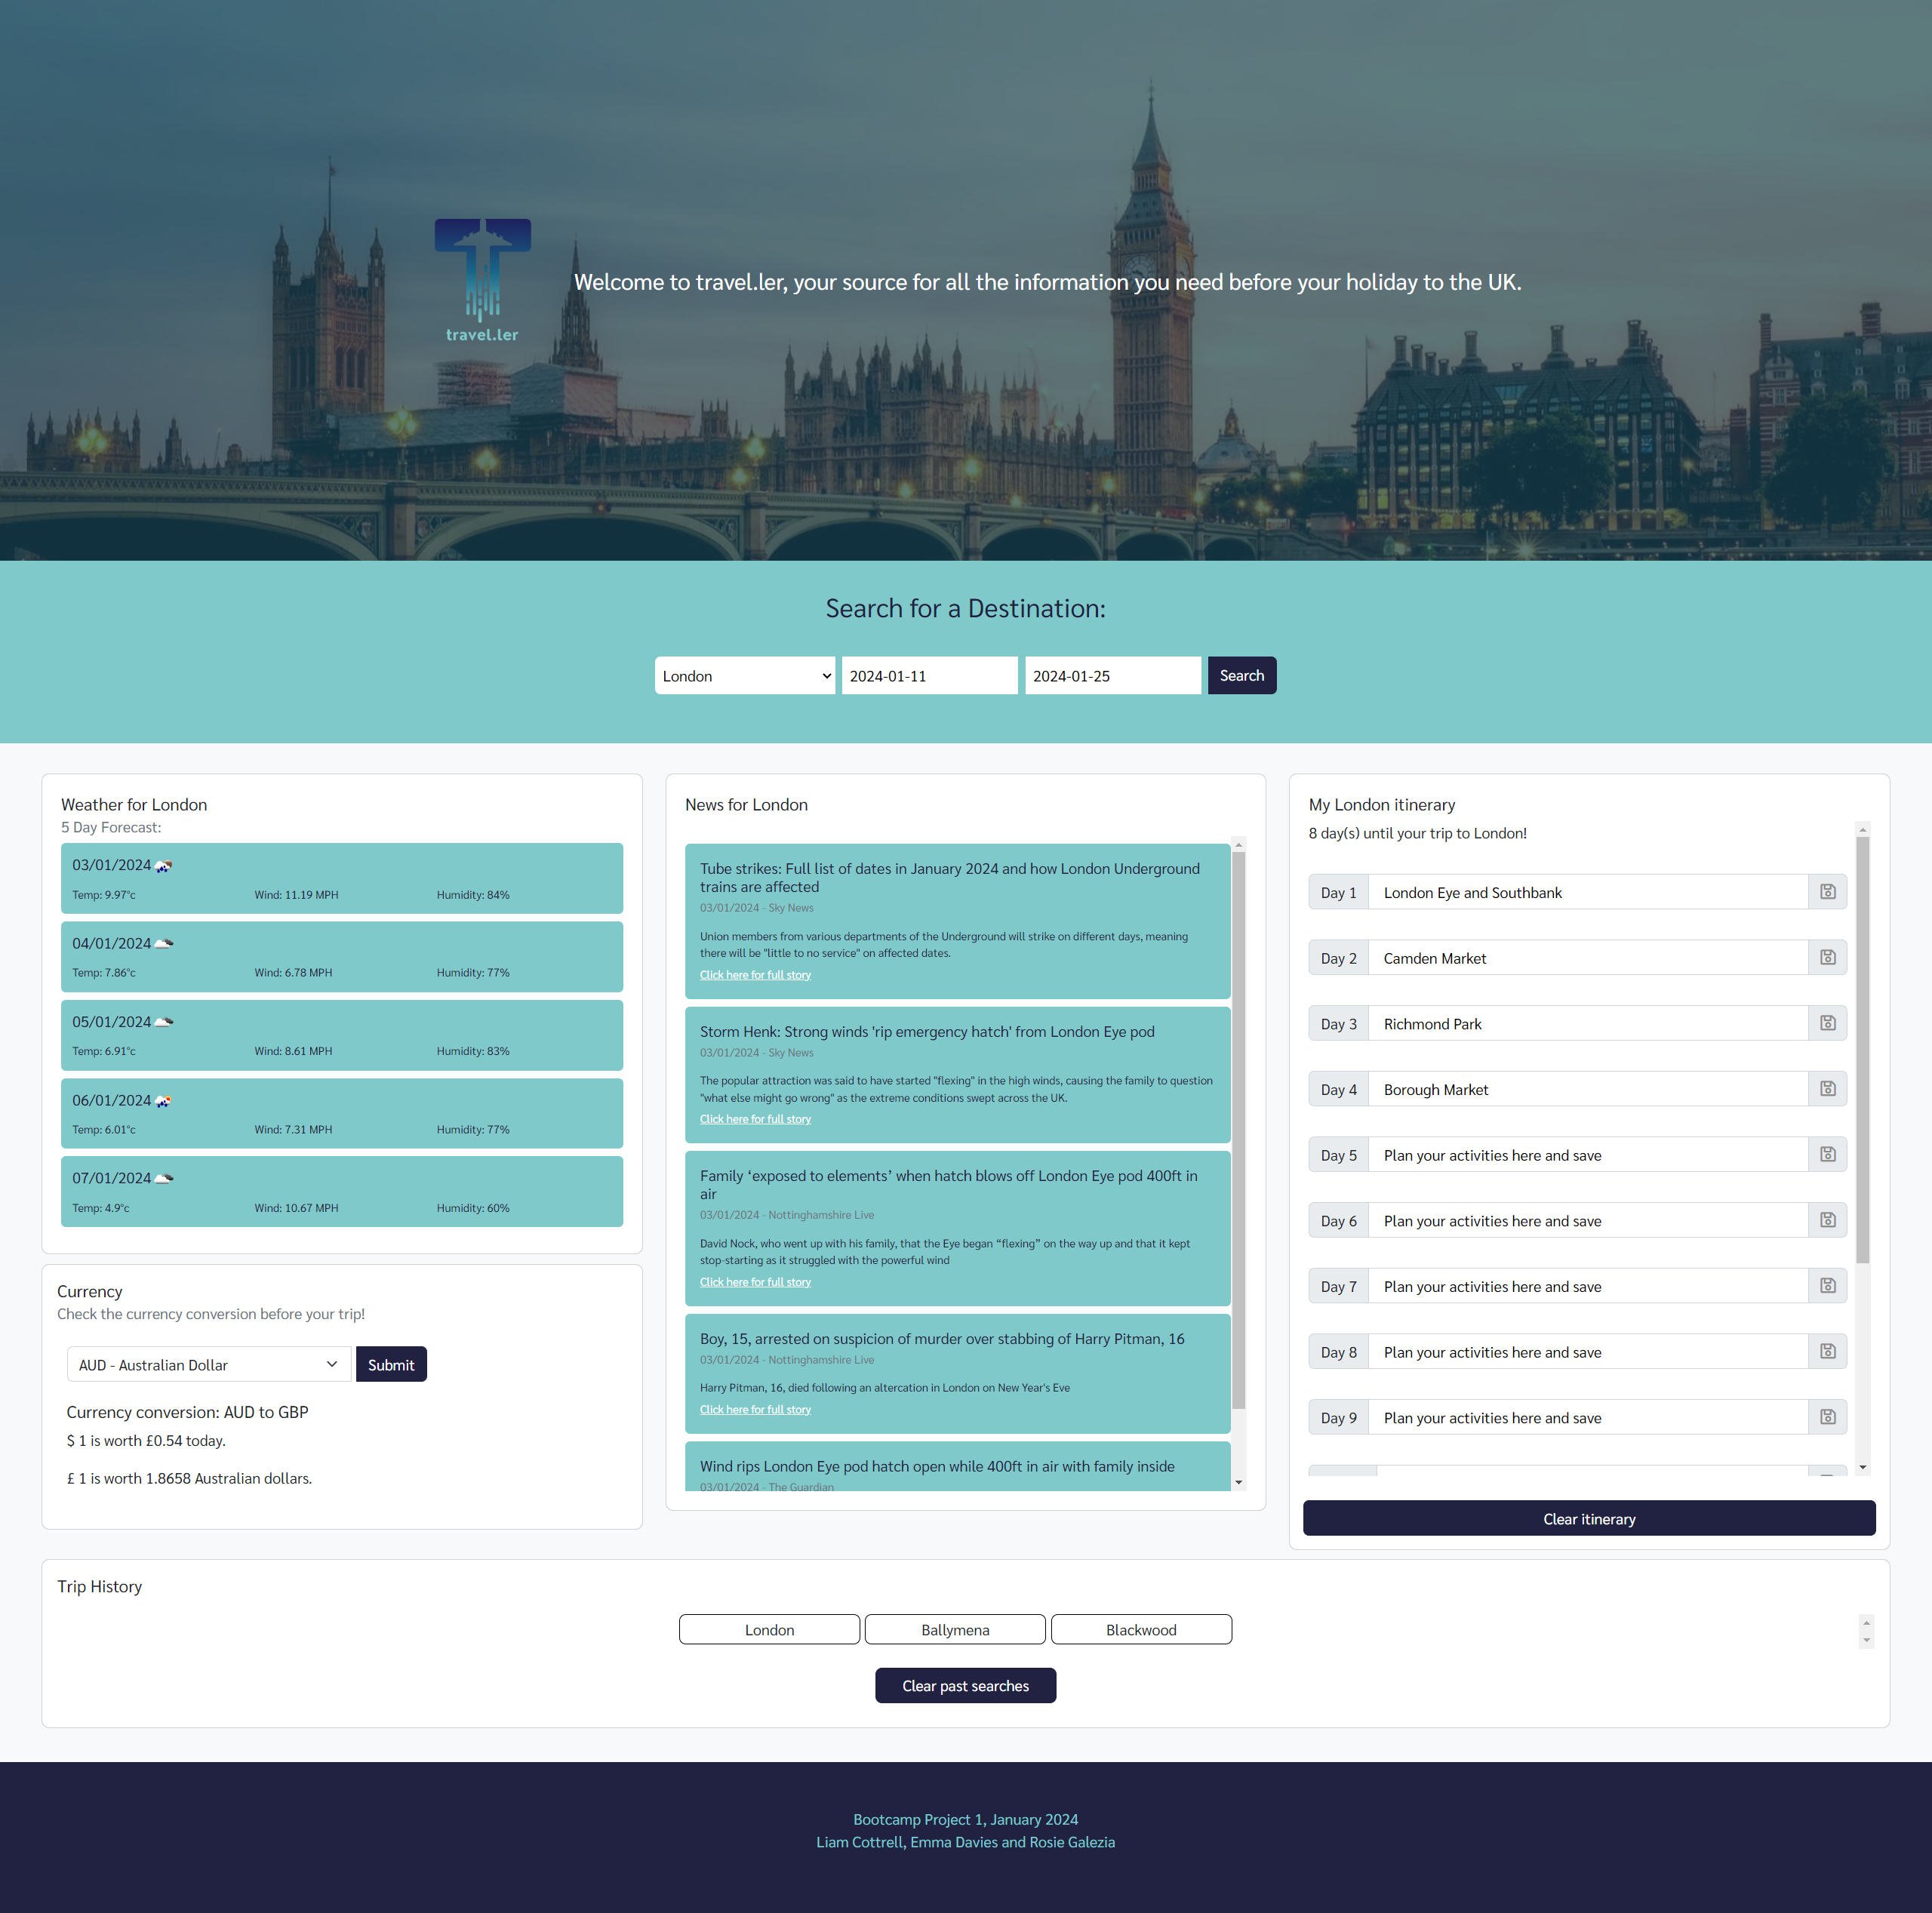 travel.ler
Welcome to travel.ler, your source for all the information you need before your holiday to the UK.
Search for a Destination:
London
2024-01-11
2024-01-25
Search
Weather for London
5 Day Forecast:
03/01/2024
Temp: 9.97°c Wind: 11.19 MPH Humidity: 84%
04/01/2024
Temp: 7.86°c Wind: 6.78 MPH Humidity: 77%
05/01/2024
Temp: 6.91°c Wind: 8.61 MPH Humidity: 83%
06/01/2024
Temp: 6.01°c Wind: 7.31 MPH Humidity: 77%
07/01/2024
Temp: 4.9°c Wind: 10.67 MPH Humidity: 60%
Currency
Check the currency conversion before your trip!
AUD - Australian Dollar
Submit
Currency conversion: AUD to GBP
$ 1 is worth £0.54 today.
£ 1 is worth 1.8658 Australian dollars.
News for London
Tube strikes: Full list of dates in January 2024 and how London Underground
trains are affected
03/01/2024 - Sky News
Union members from various departments of the Underground will strike on different days, meaning
there will be "little to no service" on affected dates.
Click here for full story
Storm Henk: Strong winds 'rip emergency hatch' from London Eye pod
03/01/2024 - Sky News
The popular attraction was said to have started "flexing" in the high winds, causing the family to question
"what else might go wrong" as the extreme conditions swept across the UK.
Click here for full story
Family ‘exposed to elements’ when hatch blows off London Eye pod 400ft in
air
03/01/2024 - Nottinghamshire Live
David Nock, who went up with his family, that the Eye began “flexing” on the way up and that it kept
stop-starting as it struggled with the powerful wind
Click here for full story
Boy, 15, arrested on suspicion of murder over stabbing of Harry Pitman, 16
03/01/2024 - Nottinghamshire Live
Harry Pitman, 16, died following an altercation in London on New Year's Eve
Click here for full story
Wind rips London Eye pod hatch open while 400ft in air with family inside
03/01/2024 - The Guardian
My London itinerary
8 day(s) until your trip to London!
Day 1 London Eye and Southbank
Day 2 Camden Market
Day 3 Richmond Park
Day 4 Borough Market
Day 5 Plan your activities here and save
Day 6 Plan your activities here and save
Day 7 Plan your activities here and save
Day 8 Plan your activities here and save
Day 9 Plan your activities here and save
Clear itinerary
Trip History
London
Ballymena
Blackwood
Clear past searches
Bootcamp Project 1, January 2024
Liam Cottrell, Emma Davies and Rosie Galezia